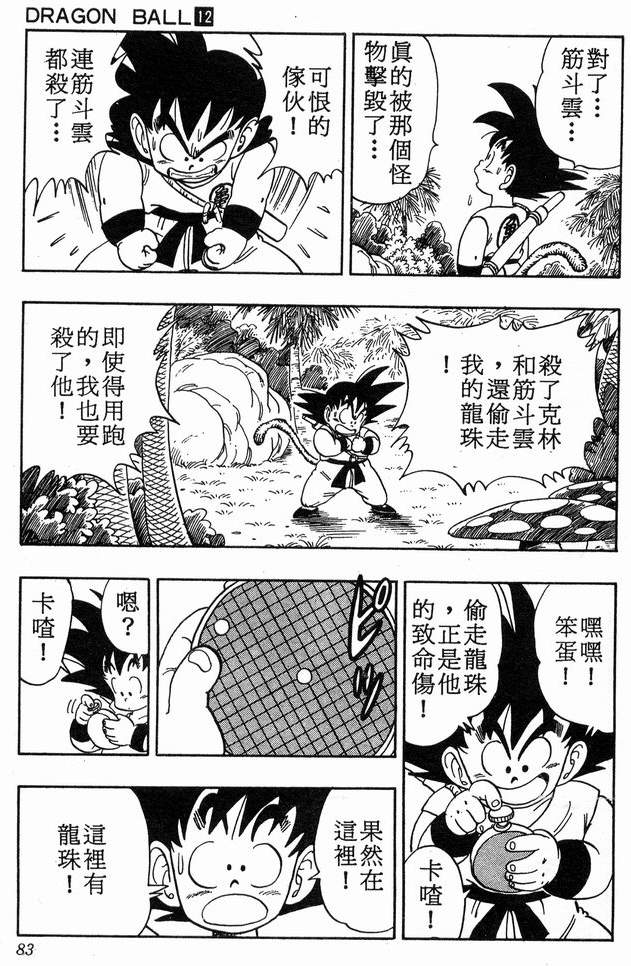 DRAGON BALL 12
對了⋯
筋斗雲⋯
眞的被那個怪
物擊毀了⋯
可恨的
傢伙！
連筋斗雲
都殺了⋯
殺了克林
和筋斗雲
，還偷走
我的龍珠
！
即使得用跑
的，我也要
殺了他！
嘿嘿！
笨蛋！
偷走龍珠
，正是他
的致命傷！
卡喳！
ピピッ
嗯？
卡喳！
果然在
這裡！
這裡有
龍珠！
83